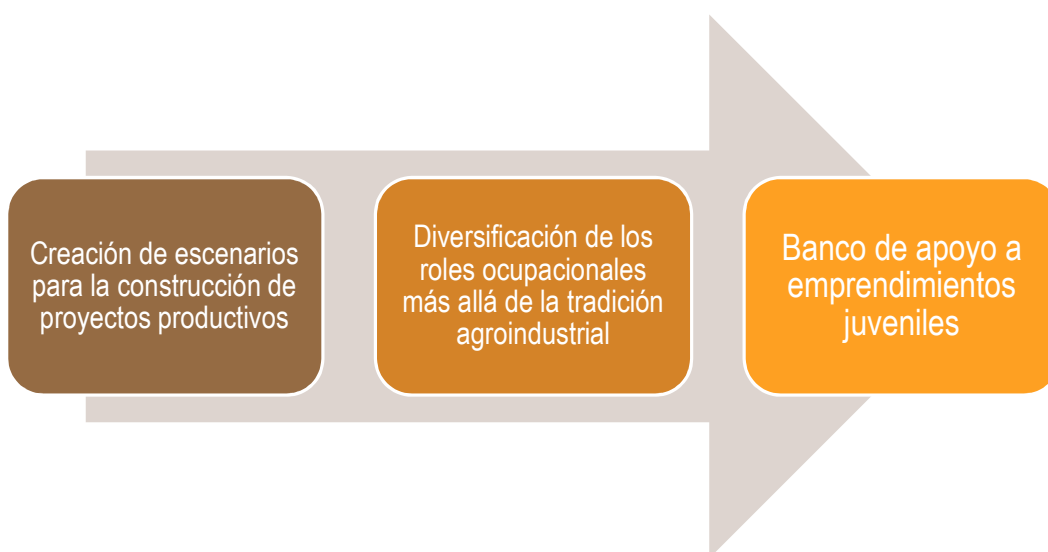 Creación de escenarios
para la construcción de
proyectos productivos
Diversificación de los
roles ocupacionales
más allá de la tradición
agroindustrial
Banco de apoyo a
emprendimientos
juveniles